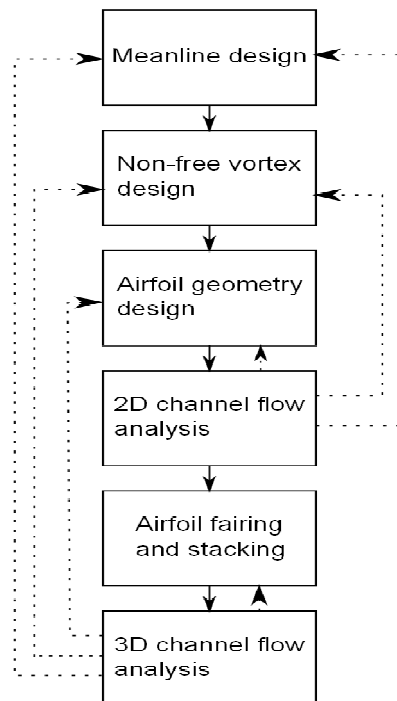 Meanline design
Non-free vortex
design
Airfoil geometry
design
2D channel flow
analysis
Airfoil fairing
and stacking
3D channel flow
analysis